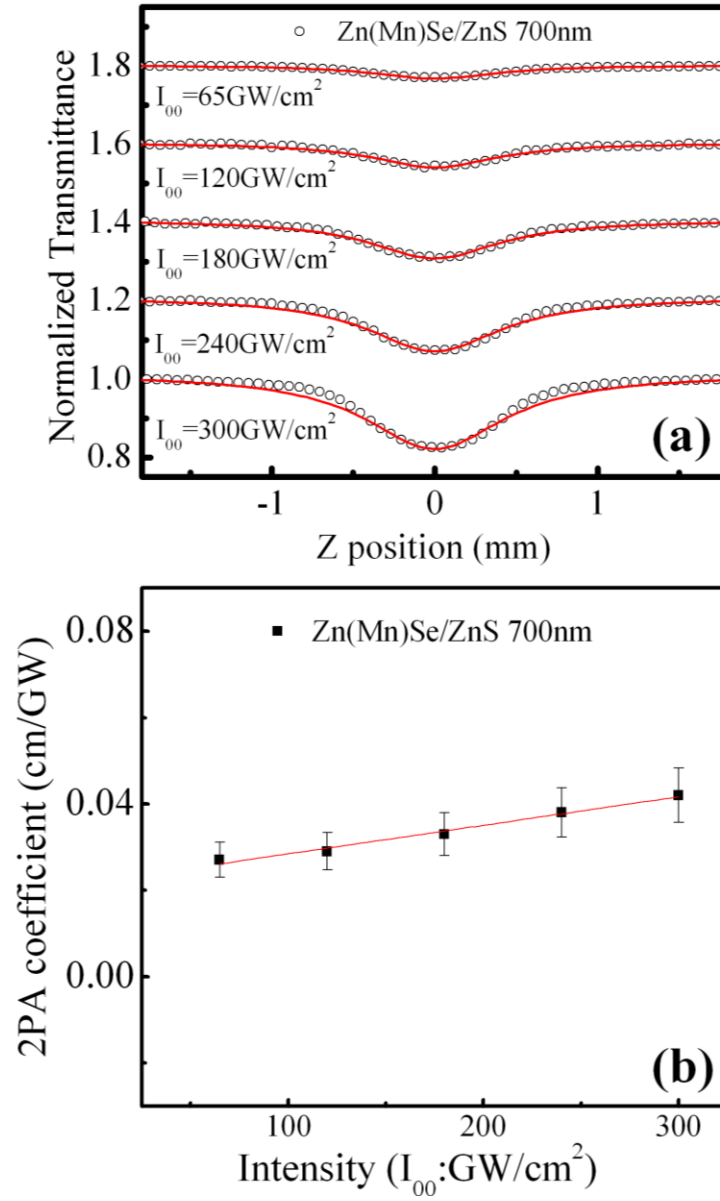 Zn(Mn)Se/ZnS 700nm
Normalized Transmittance
1.8
I₀₀=65GW/cm²
1.6
I₀₀=120GW/cm²
1.4
I₀₀=180GW/cm²
1.2
I₀₀=240GW/cm²
1.0
I₀₀=300GW/cm²
0.8
(a)
-1 0 1
Z position (mm)
Zn(Mn)Se/ZnS 700nm
2PA coefficient (cm/GW)
0.08
0.04
0.00
(b)
100 200 300
Intensity (I₀₀:GW/cm²)